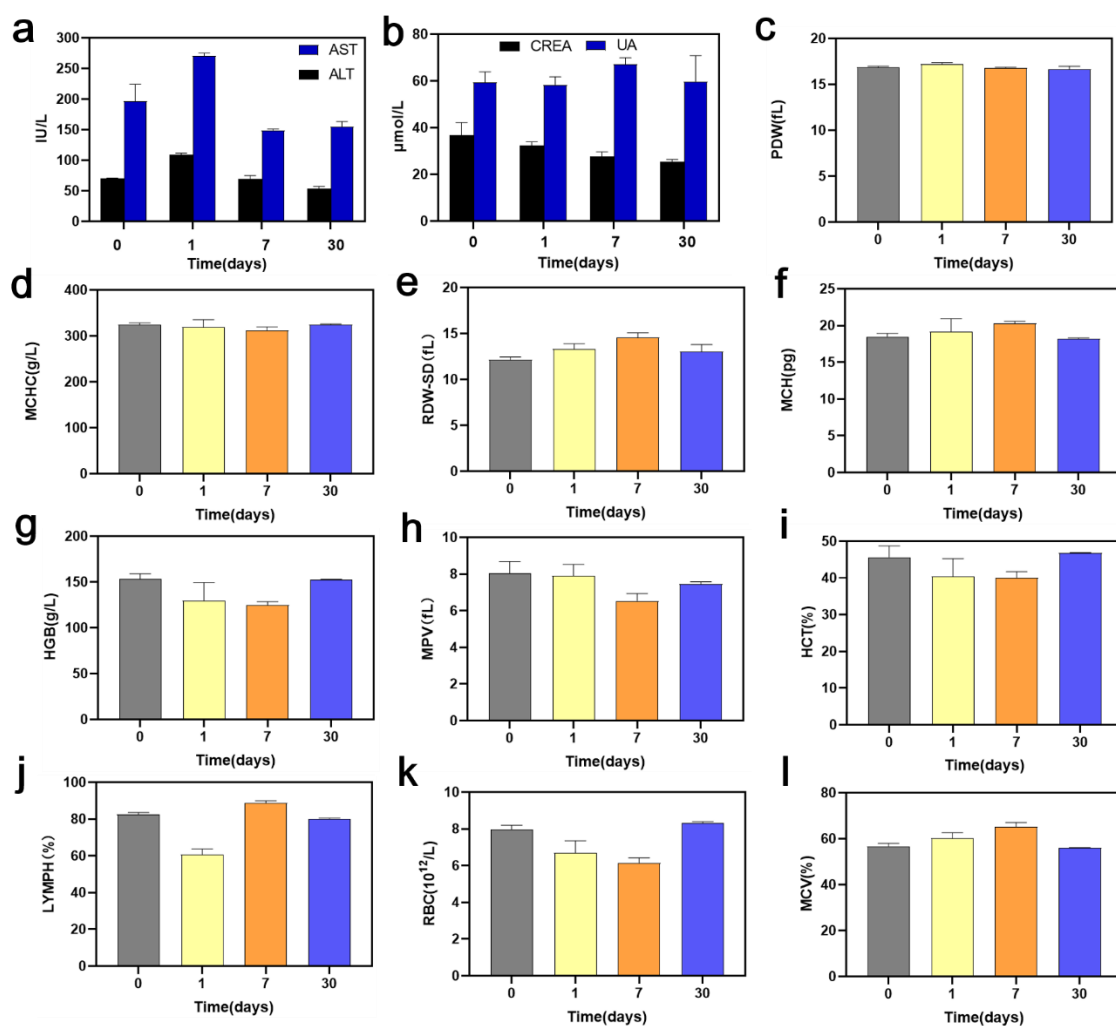 a
300
250
200
150
100
50
0
IU/L
AST
ALT
0 1 7 30
Time(days)
b
80
60
40
20
0
μmol/L
CREA UA
0 1 7 30
Time(days)
c
20
15
10
5
0
PDW(fL)
0 1 7 30
Time(days)
d
400
300
200
100
0
MCHC(g/L)
0 1 7 30
Time(days)
e
20
15
10
5
0
RDW-SD(fL)
0 1 7 30
Time(days)
f
25
20
15
10
5
0
MCH(pg)
0 1 7 30
Time(days)
g
200
150
100
50
0
HGB(g/L)
0 1 7 30
Time(days)
h
10
8
6
4
2
0
MPV(fL)
0 1 7 30
Time(days)
i
50
40
30
20
10
0
HCT(%)
0 1 7 30
Time(days)
j
100
80
60
40
20
0
LYMPH(%)
0 1 7 30
Time(days)
k
10
8
6
4
2
0
RBC(10¹²/L)
0 1 7 30
Time(days)
l
80
60
40
20
0
MCV(%)
0 1 7 30
Time(days)